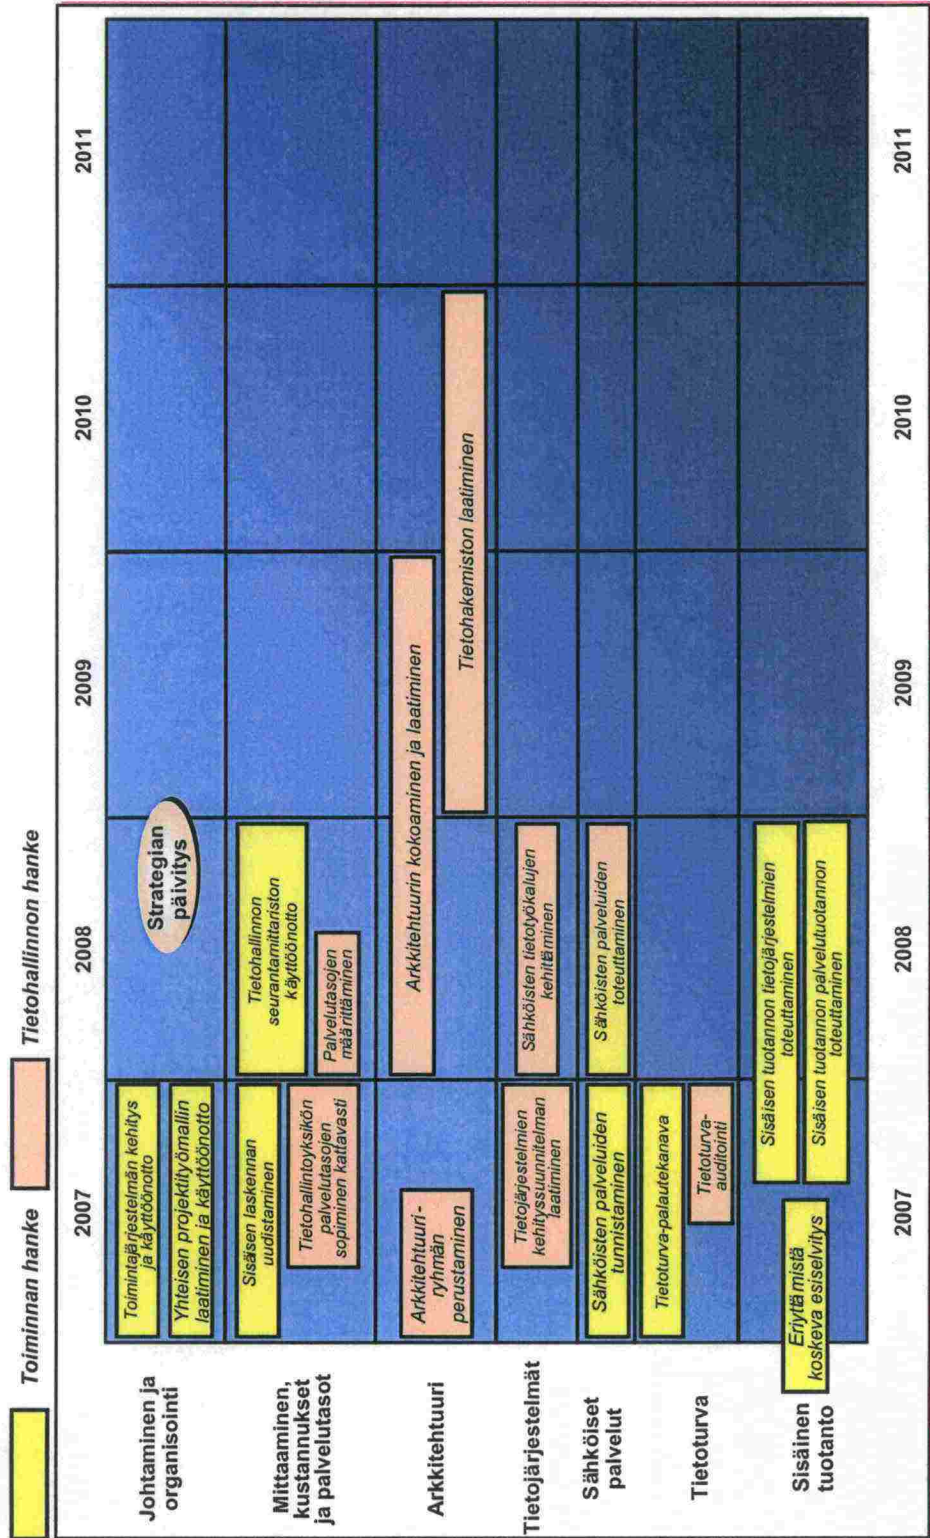 Toiminnan hanke
Tietohallinnon hanke
2007
2008
2009
2010
2011
Johtaminen ja
organisointi
Toimintajärjestelmän kehitys
ja käyttöönotto
Yhteisen projektityömallin
laatiminen ja käyttöönotto
Strategian
päivitys
Mittaaminen,
kustannukset
ja palvelutasot
Sisäsen laskennan
uudistaminen
Tietohallintoyksikön
palvelutasojen
sopiminen kattavasti
Tietohallinnon
seurantamittariston
käyttöönotto
Palvelutasojen
määrittäminen
Arkkitehtuuri
Arkkitehtuuri-
ryhmän
perustaminen
Arkkitehtuurin kokoaminen ja laatiminen
Tietohakemiston laatiminen
Tietojärjestelmät
Tietojärjestelmien
kehityssuunnitelman
laatiminen
Sähköisten tietotyökalujen
kehittäminen
Sähköiset
palvelut
Sähköisten palveluiden
tunnistaminen
Sähköisten palveluiden
toteuttaminen
Tietoturva
Tietoturva-palautekanava
Tietoturva-
auditointi
Sisäinen
tuotanto
Eriyttämistä
koskeva esiselvitys
Sisäisen tuotannon tietojärjestelmien
toteuttaminen
Sisäisen tuotannon palvelutuotannon
toteuttaminen
2007
2008
2009
2010
2011